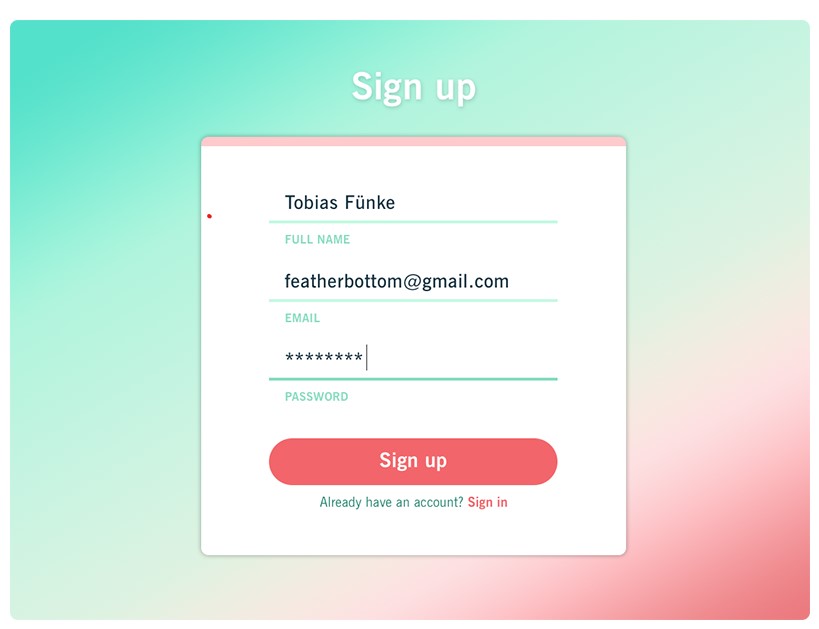 Sign up
Tobias Fünke
FULL NAME
featherbottom@gmail.com
EMAIL
********
PASSWORD
Sign up
Already have an account? Sign in